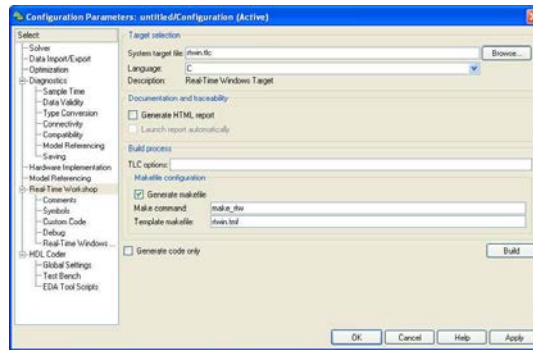 Configuration Parameters: untitled/Configuration (Active)
Select:
Solver
Data Import/Export
Optimization
Diagnostics
Sample Time
Data Validity
Type Conversion
Connectivity
Compatibility
Model Referencing
Saving
Hardware Implementation
Model Referencing
Real-Time Workshop
Comments
Symbols
Custom Code
Debug
Real-Time Windows ...
HDL Coder
Global Settings
Test Bench
EDA Tool Scripts
Target selection
System target file: rtwin.tlc
Browse...
Language: C
Description: Real-Time Windows Target
Documentation and traceability
Generate HTML report
Launch report automatically
Build process
TLC options:
Makefile configuration
Generate makefile
Make command: make_rtw
Template makefile: rtwin.tmf
Generate code only
Build
OK Cancel Help Apply